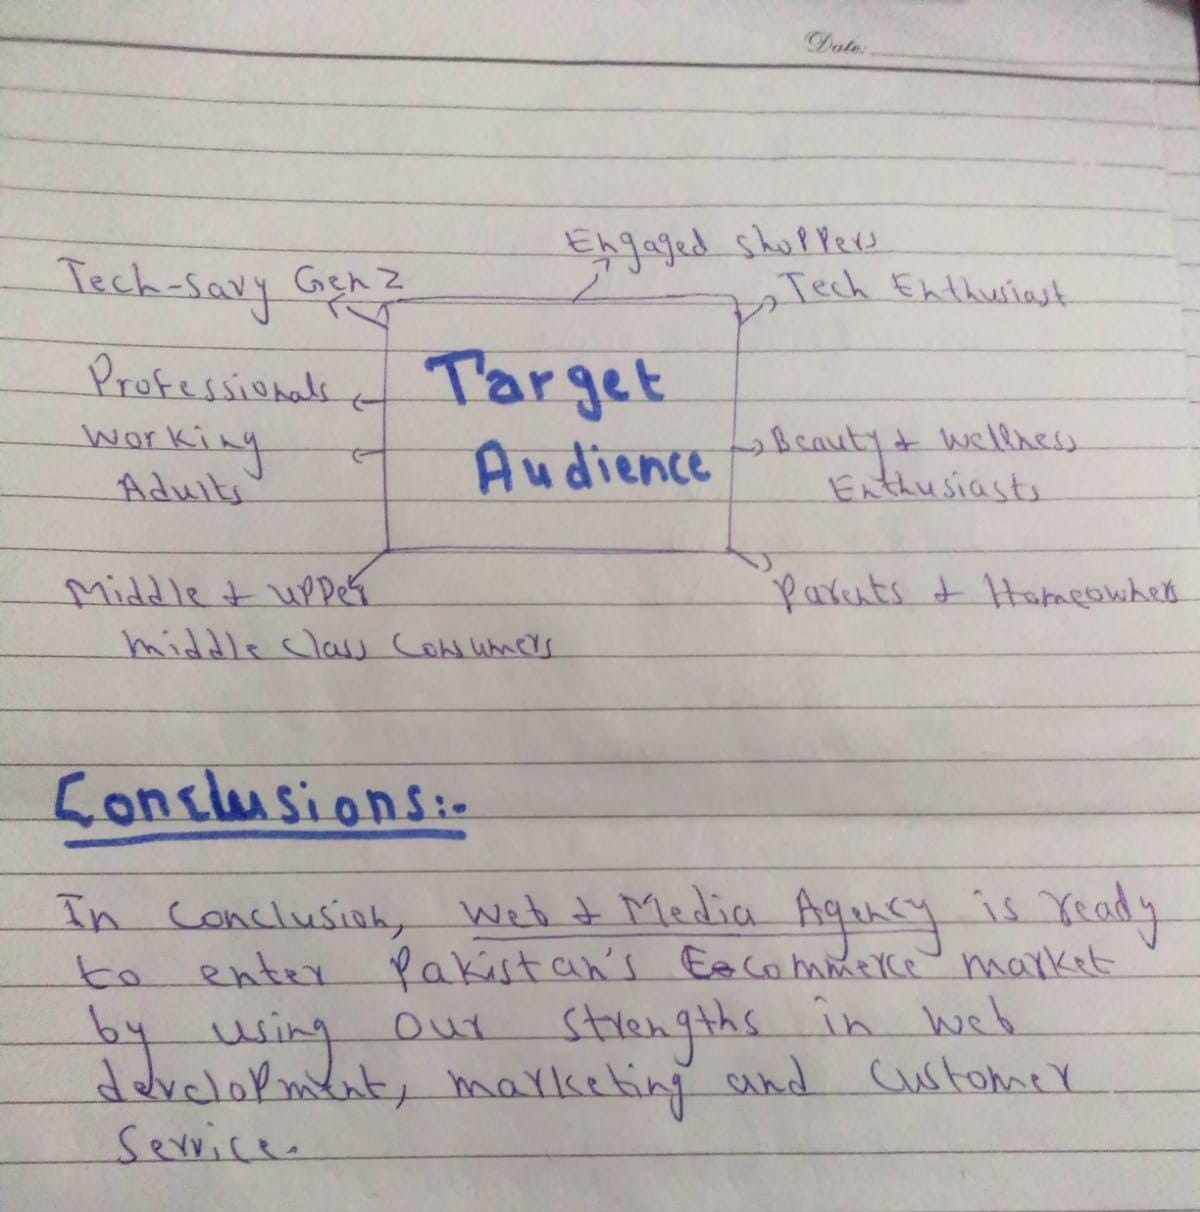 Date:
Engaged shoppers
Tech-savy Gen Z
Tech Enthusiast
Professionals
Target
working
Adults
Audience
Beauty & wellness
Enthusiasts
Middle & upper
middle class consumers
Parents & Homeowners
Conclusions:-
In conclusion, Web & Media Agency is ready
to enter Pakistan's Ecommerce market
by using our strengths in web
development, marketing and customer
service.